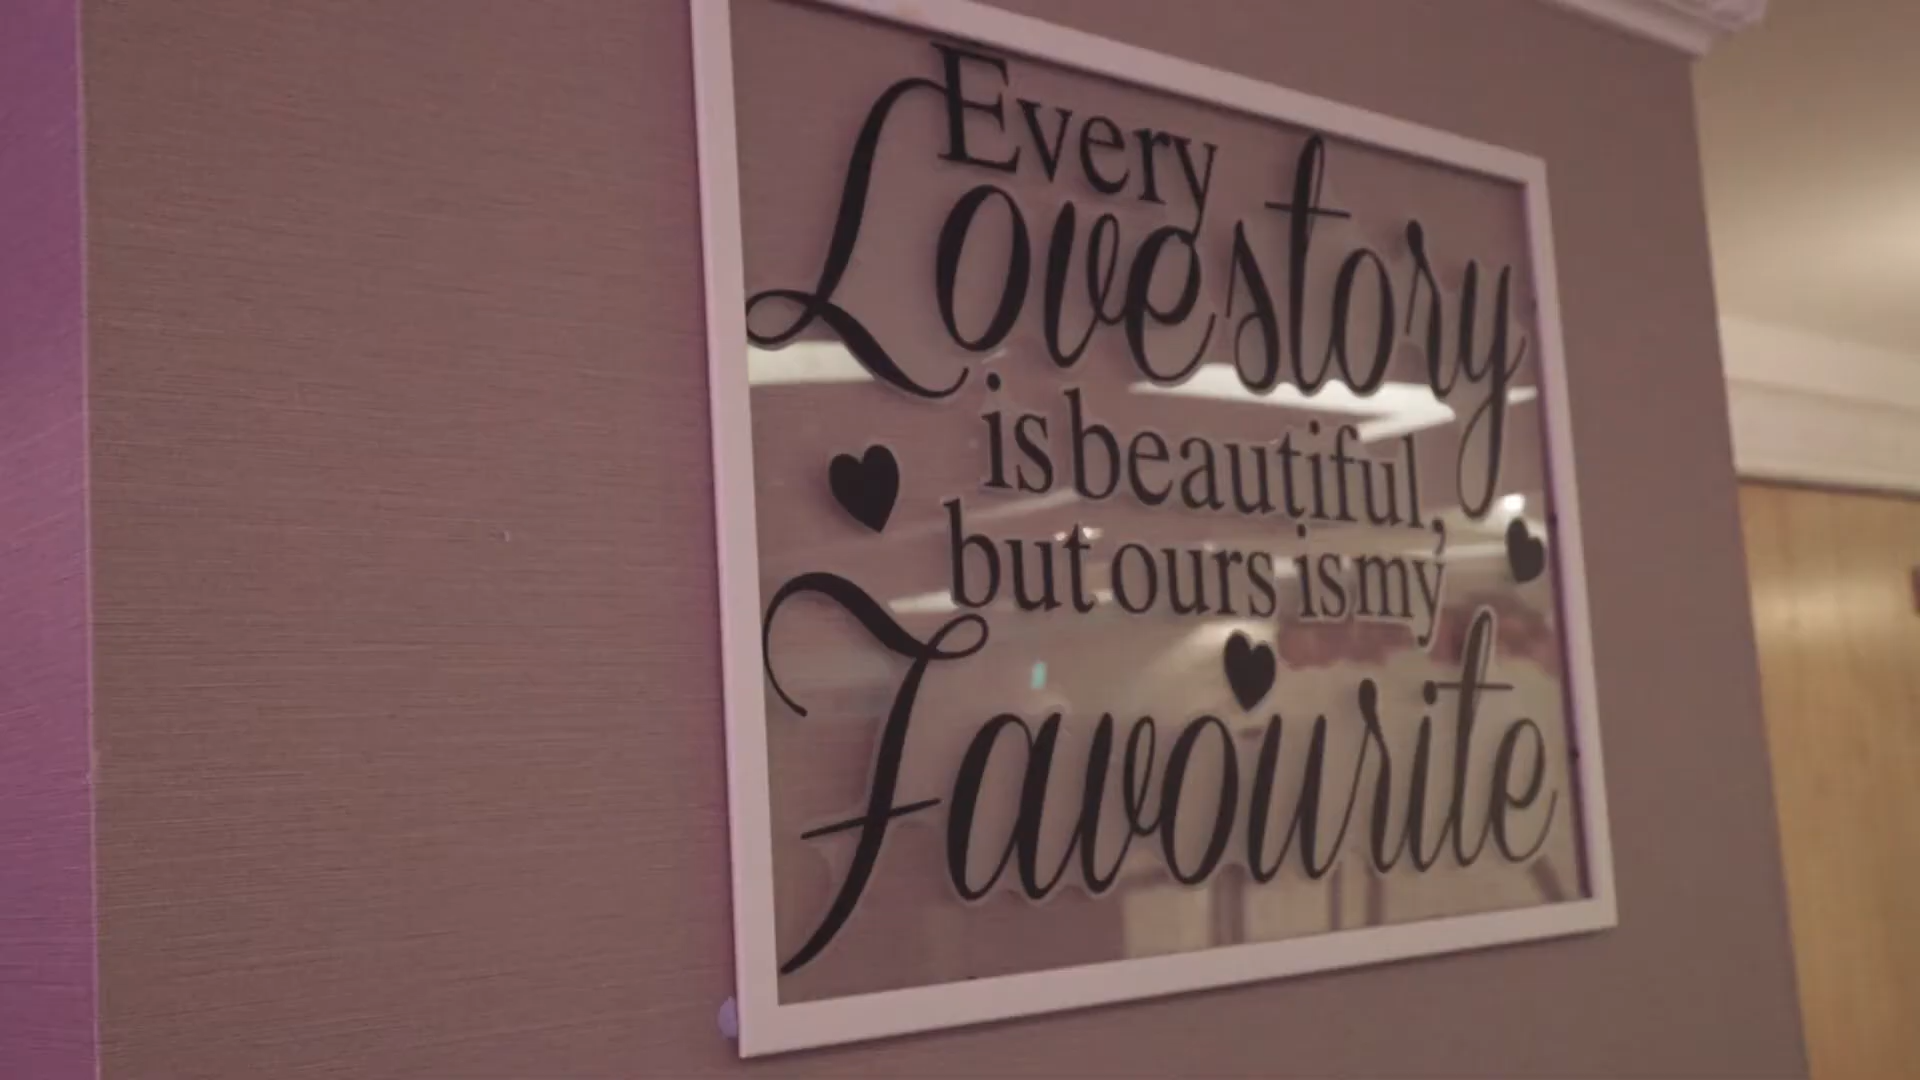 Every
Lovestory
is beautiful,
but ours is my
Favourite